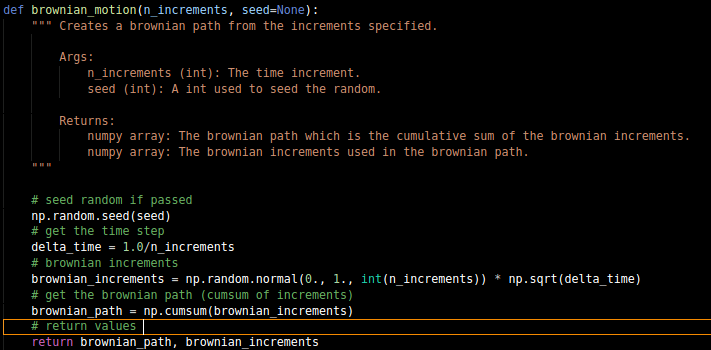 def brownian_motion(n_increments, seed=None):
""" Creates a brownian path from the increments specified.
Args:
n_increments (int): The time increment.
seed (int): A int used to seed the random.
Returns:
numpy array: The brownian path which is the cumulative sum of the brownian increments.
numpy array: The brownian increments used in the brownian path.
"""
# seed random if passed
np.random.seed(seed)
# get the time step
delta_time = 1.0/n_increments
# brownian increments
brownian_increments = np.random.normal(0., 1., int(n_increments)) * np.sqrt(delta_time)
# get the brownian path (cumsum of increments)
brownian_path = np.cumsum(brownian_increments)
# return values
return brownian_path, brownian_increments